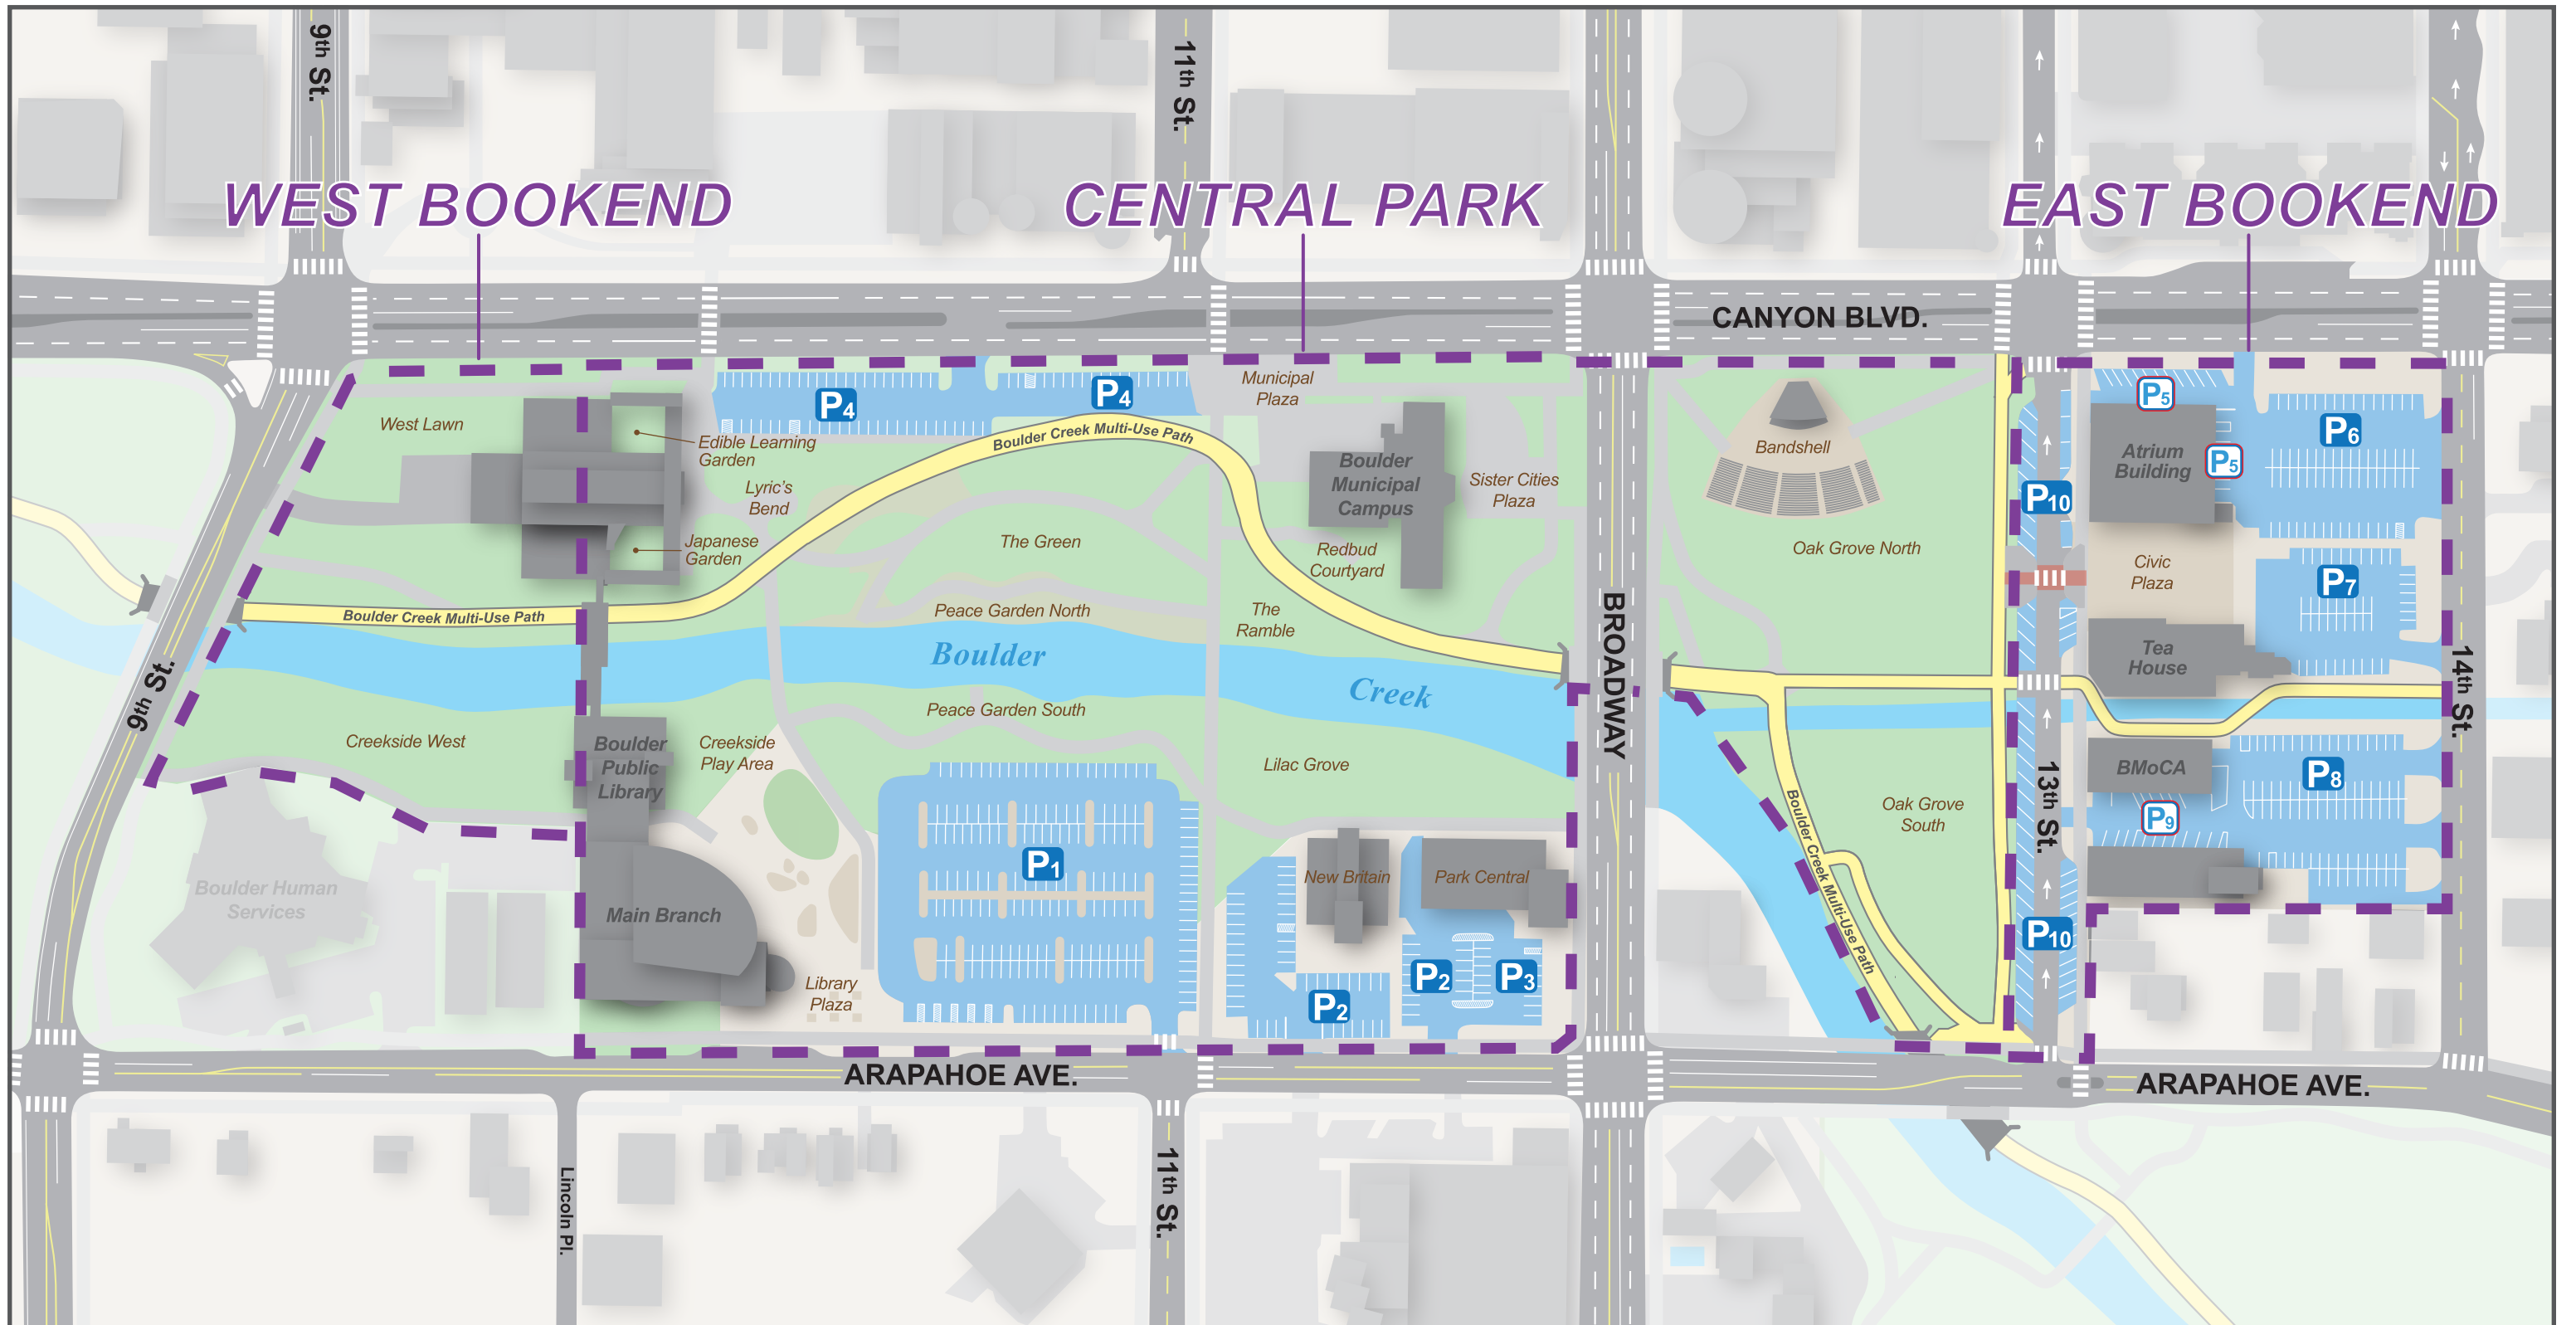 9th St.
11th St.
WEST BOOKEND
CENTRAL PARK
EAST BOOKEND
CANYON BLVD.
West Lawn
Edible Learning
Garden
Lyric's
Bend
Japanese
Garden
P4
P4
Boulder Creek Multi-Use Path
Municipal
Plaza
Boulder
Municipal
Campus
Sister Cities
Plaza
Redbud
Courtyard
The Green
The
Ramble
Peace Garden North
Boulder Creek Multi-Use Path
Boulder
Creek
Peace Garden South
Lilac Grove
BROADWAY
Bandshell
Oak Grove North
P10
P5
Atrium
Building
P5
P6
Civic
Plaza
P7
Tea
House
14th St.
9th St.
Creekside West
Boulder
Public
Library
Creekside
Play Area
Boulder Human
Services
Main Branch
Library
Plaza
P1
New Britain
Park Central
P2
P2
P3
Boulder Creek Multi-Use Path
Boulder Creek Multi-Use Path
Oak Grove
South
13th St.
P10
BMoCA
P8
P9
ARAPAHOE AVE.
ARAPAHOE AVE.
Lincoln Pl.
11th St.